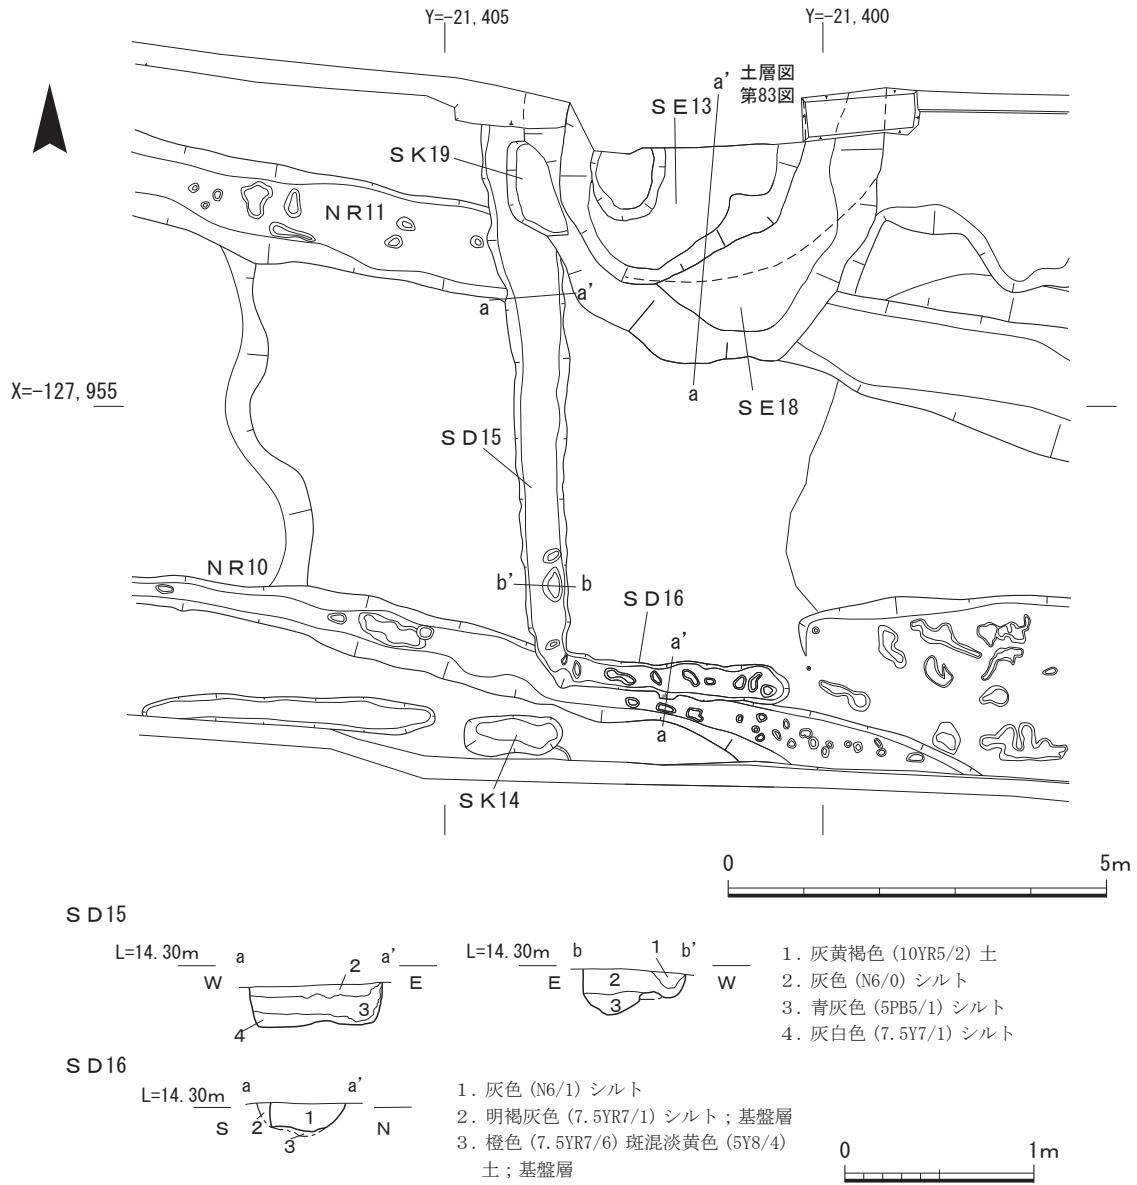 Y=-21,405
Y=-21,400
a' 土層図
第83図
ＳＥ13
ＳＫ19
ＮＲ11
a a'
X=-127,955
a
ＳＥ18
ＳＤ15
ＮＲ10
b' b
ＳＤ16
a'
a
ＳＫ14
0 5m
ＳＤ15
L=14.30m a a'
W E
2
3
4
L=14.30m b b'
E W
1
2
3
1. 灰黄褐色 (10YR5/2) 土
2. 灰色 (N6/0) シルト
3. 青灰色 (5PB5/1) シルト
4. 灰白色 (7.5Y7/1) シルト
ＳＤ16
L=14.30m a a'
S N
1
2
3
1. 灰色 (N6/1) シルト
2. 明褐灰色 (7.5YR7/1) シルト；基盤層
3. 橙色 (7.5YR7/6) 斑混淡黄色 (5Y8/4)
土；基盤層
0 1m